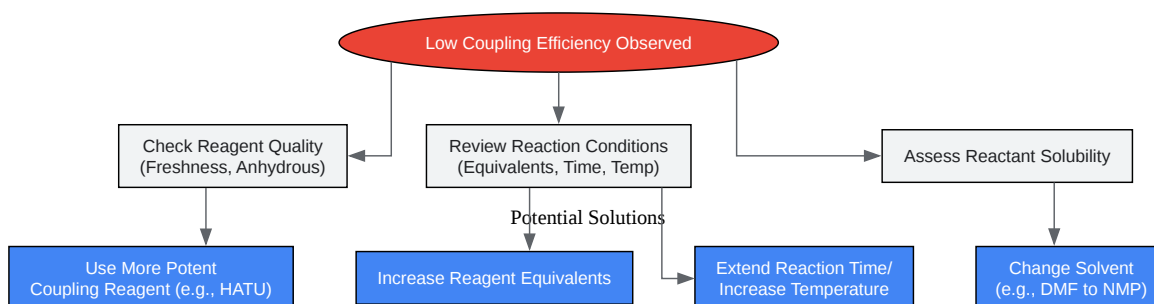 Low Coupling Efficiency Observed
Check Reagent Quality
(Freshness, Anhydrous)
Review Reaction Conditions
(Equivalents, Time, Temp)
Assess Reactant Solubility
Potential Solutions
Use More Potent
Coupling Reagent (e.g., HATU)
Increase Reagent Equivalents
Extend Reaction Time/
Increase Temperature
Change Solvent
(e.g., DMF to NMP)